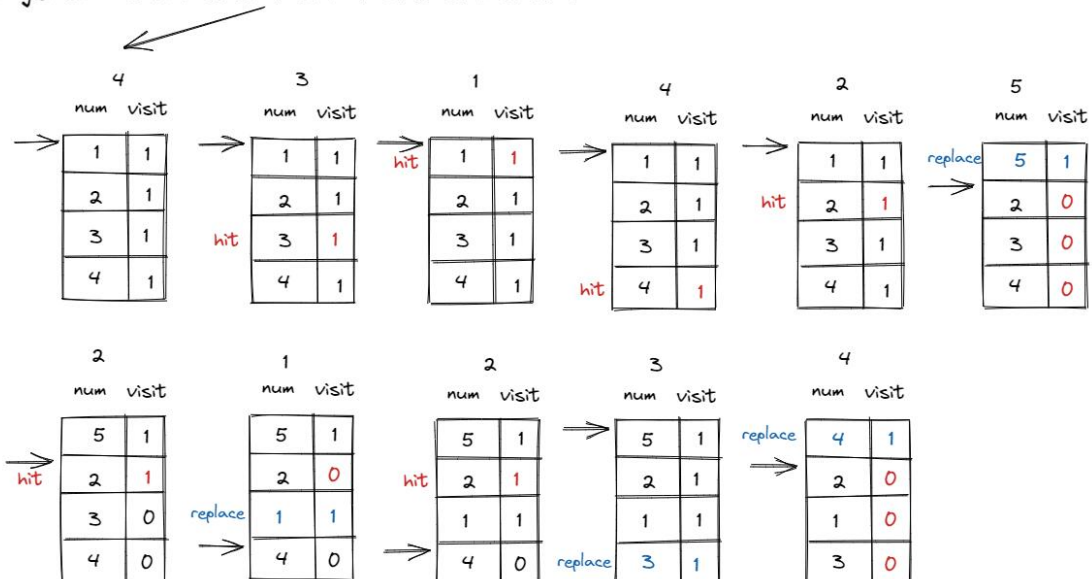 4 3 1 4 2 5
num visit num visit num visit num visit num visit num visit
1 1 1 1 hit 1 1 1 1 1 1 replace 5 1
2 1 2 1 2 1 2 1 hit 2 1 2 0
3 1 hit 3 1 3 1 3 1 3 1 3 0
4 1 4 1 4 1 hit 4 1 4 1 4 0
2 1 2 3 4
num visit num visit num visit num visit num visit
5 1 5 1 5 1 5 1 replace 4 1
hit 2 1 2 0 hit 2 1 2 1 2 0
3 0 replace 1 1 1 1 1 1 1 0
4 0 4 0 4 0 replace 3 1 3 0